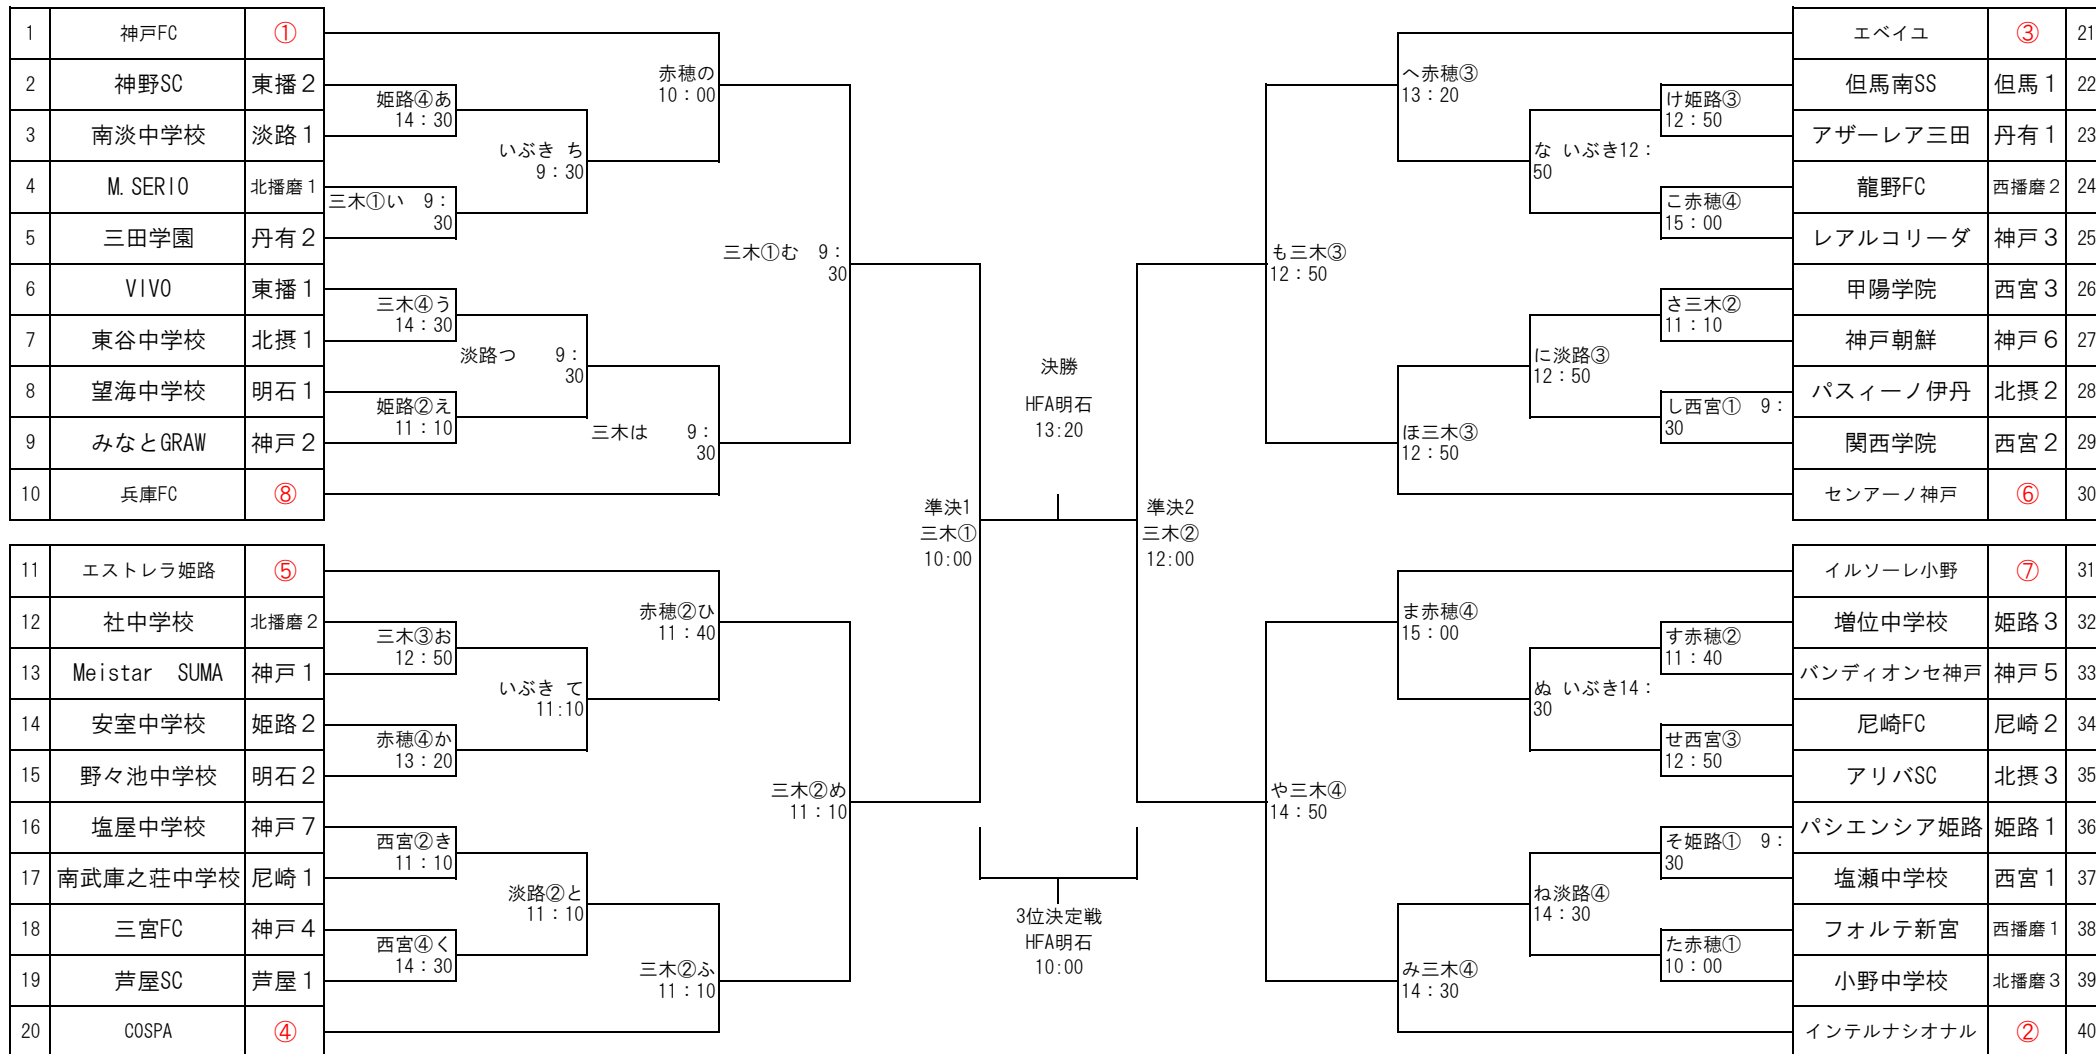 1 神戸FC ①
2 神野SC 東播2
3 南淡中学校 淡路1
4 M.SERIO 北播磨1
5 三田学園 丹有2
6 VIVO 東播1
7 東谷中学校 北摂1
8 望海中学校 明石1
9 みなとGRAW 神戸2
10 兵庫FC ⑧
11 エストレラ姫路 ⑤
12 社中学校 北播磨2
13 Meistar SUMA 神戸1
14 安室中学校 姫路2
15 野々池中学校 明石2
16 塩屋中学校 神戸7
17 南武庫之荘中学校 尼崎1
18 三宮FC 神戸4
19 芦屋SC 芦屋1
20 COSPA ④
姫路④あ
14：30
三木①い 9：
30
三木④う
14：30
姫路②え
11：10
三木③お
12：50
赤穂④か
13：20
西宮②き
11：10
西宮④く
14：30
いぶき ち
9：30
淡路つ 9：
30
いぶき て
11:10
淡路②と
11：10
赤穂の
10：00
三木は 9：
30
赤穂②ひ
11：40
三木②ふ
11：10
三木①む 9：
30
三木②め
11：10
準決1
三木①
10:00
決勝
HFA明石
13:20
3位決定戦
HFA明石
10:00
準決2
三木②
12:00
も三木③
12：50
や三木④
14：50
へ赤穂③
13：20
ほ三木③
12：50
ま赤穂④
15：00
み三木④
14：30
な いぶき12：
50
に淡路③
12：50
ぬ いぶき14：
30
ね淡路④
14：30
け姫路③
12：50
こ赤穂④
15：00
さ三木②
11：10
し西宮① 9：
30
す赤穂②
11：40
せ西宮③
12：50
そ姫路① 9：
30
た赤穂①
10：00
エベイユ ③ 21
但馬南SS 但馬1 22
アザーレア三田 丹有1 23
龍野FC 西播磨2 24
レアルコリーダ 神戸3 25
甲陽学院 西宮3 26
神戸朝鮮 神戸6 27
パスィーノ伊丹 北摂2 28
関西学院 西宮2 29
センアーノ神戸 ⑥ 30
イルソーレ小野 ⑦ 31
増位中学校 姫路3 32
バンディオンセ神戸 神戸5 33
尼崎FC 尼崎2 34
アリバSC 北摂3 35
パシエンシア姫路 姫路1 36
塩瀬中学校 西宮1 37
フォルテ新宮 西播磨1 38
小野中学校 北播磨3 39
インテルナシオナル ② 40